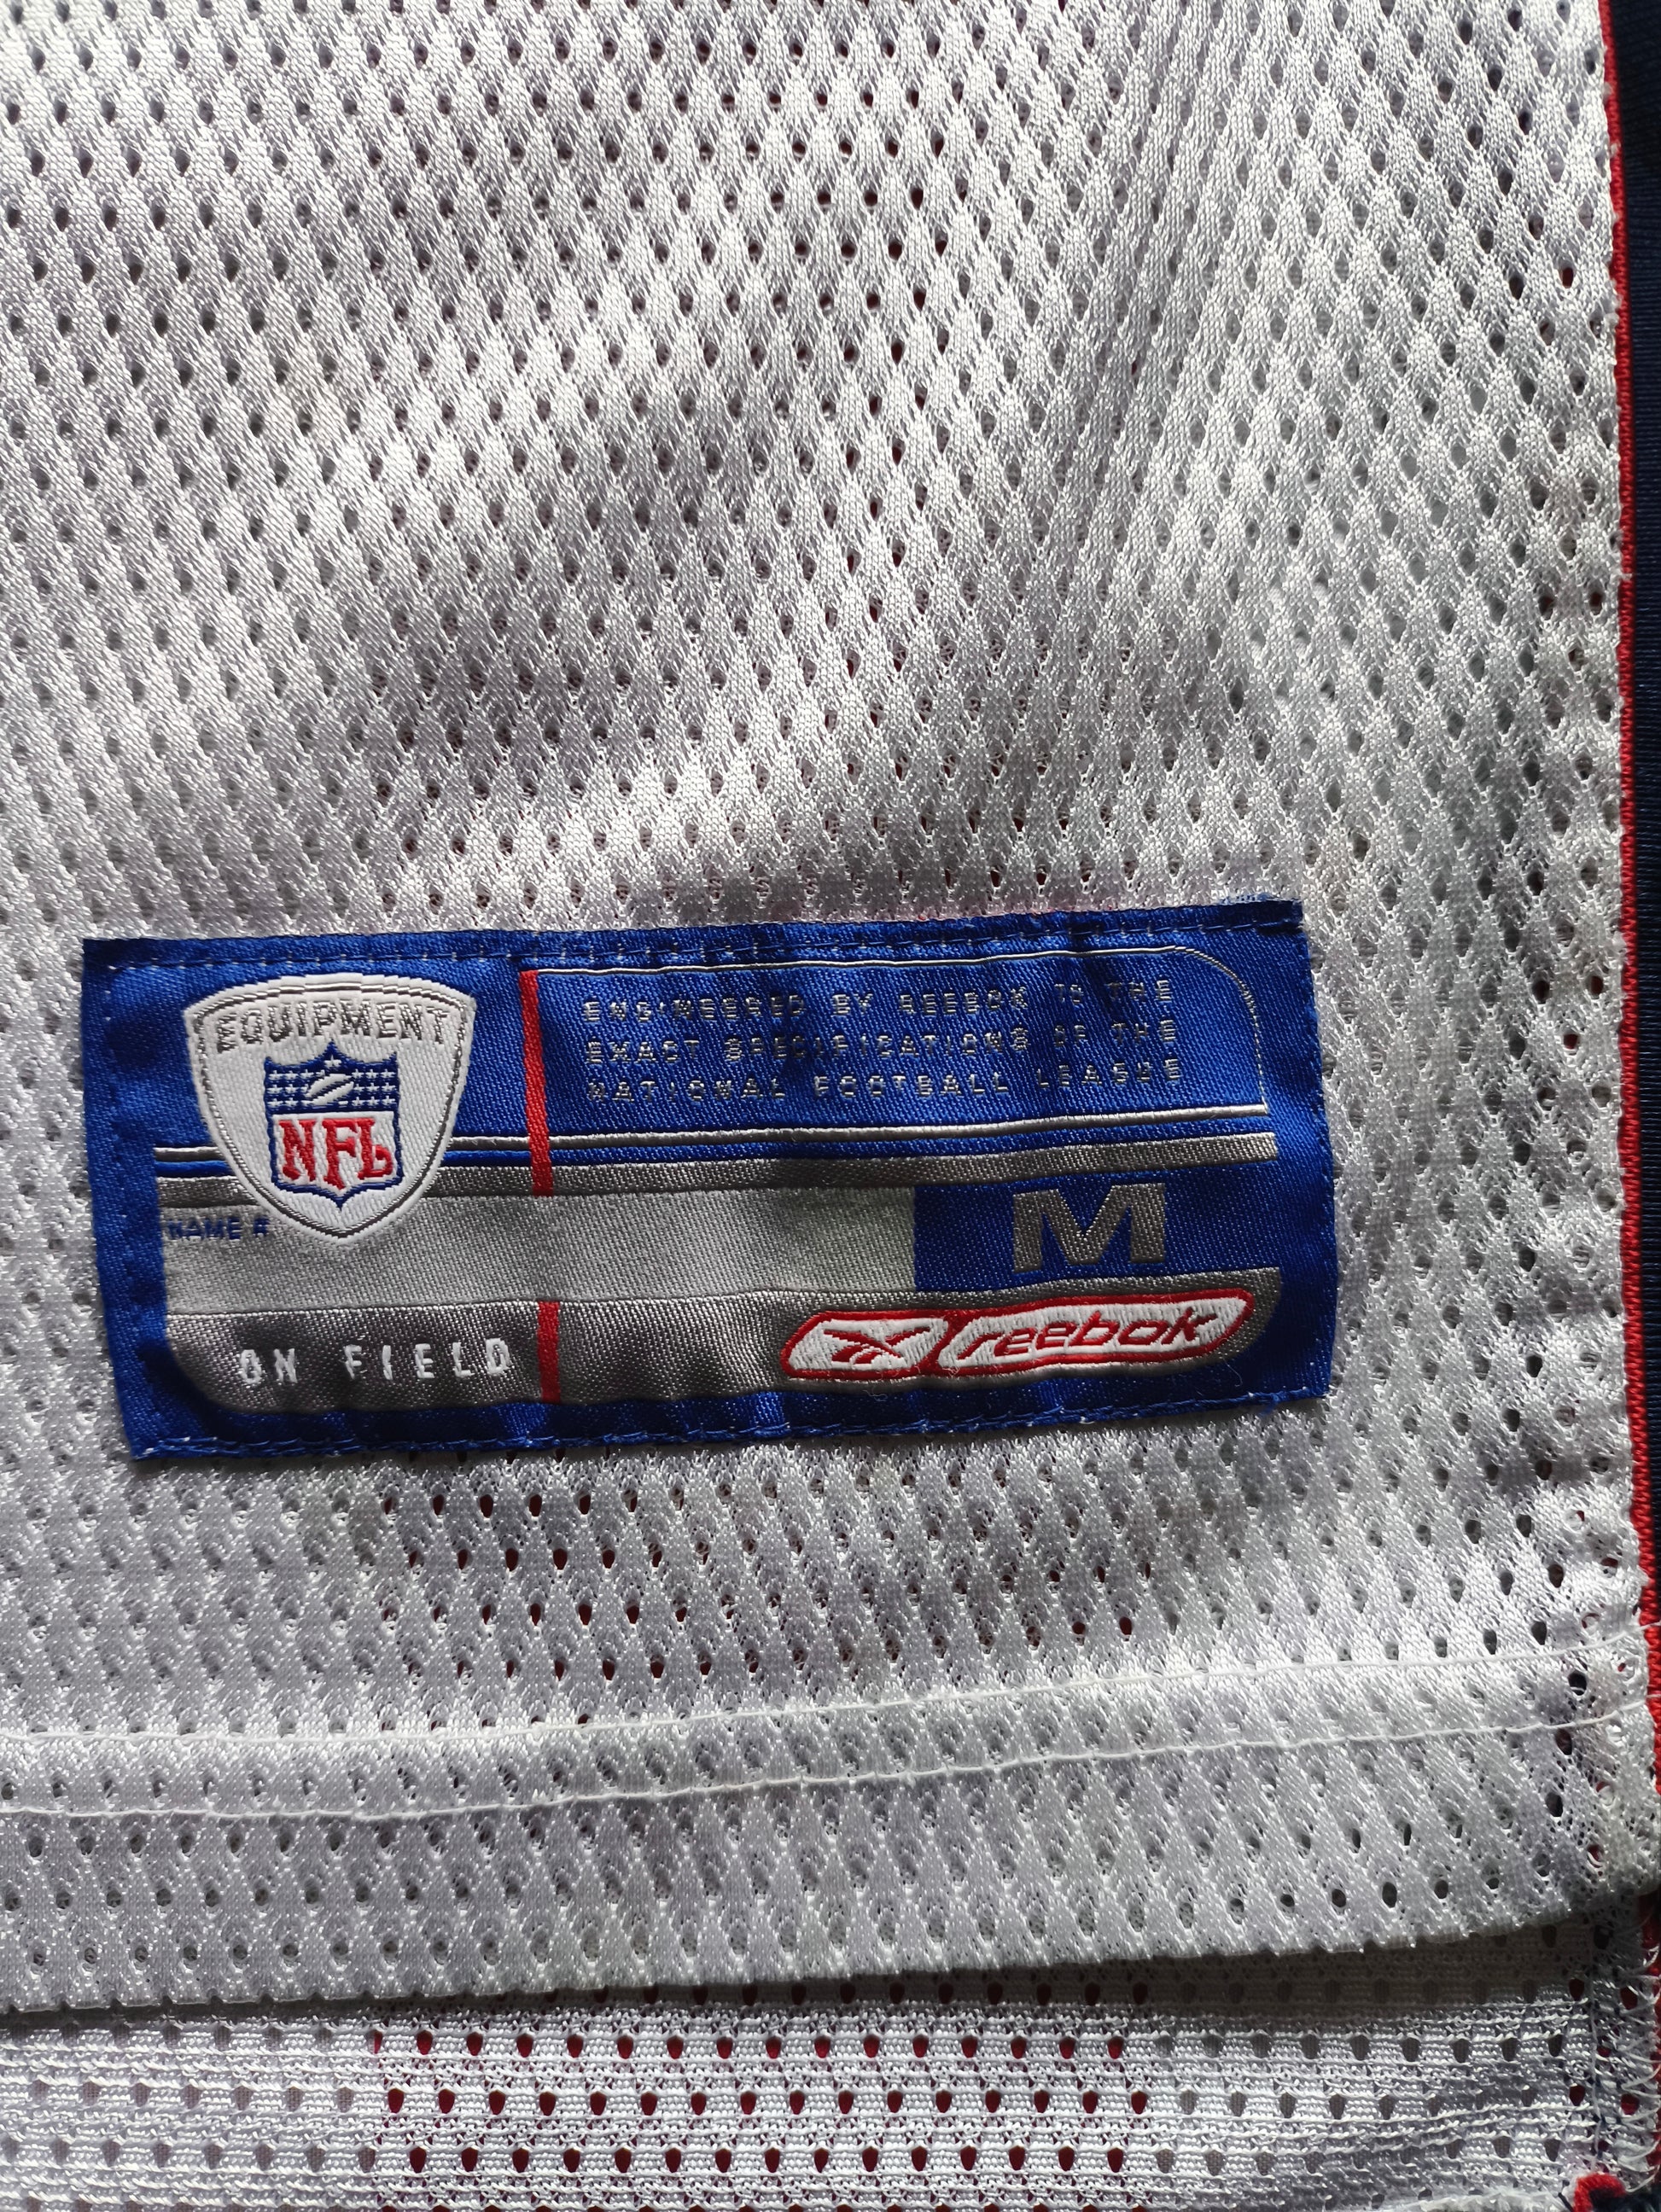 EQUIPMENT
NFL
ENGINEERED BY REEBOK TO THE
EXACT SPECIFICATIONS OF THE
NATIONAL FOOTBALL LEAGUE
NAME #
M
ON FIELD
Reebok